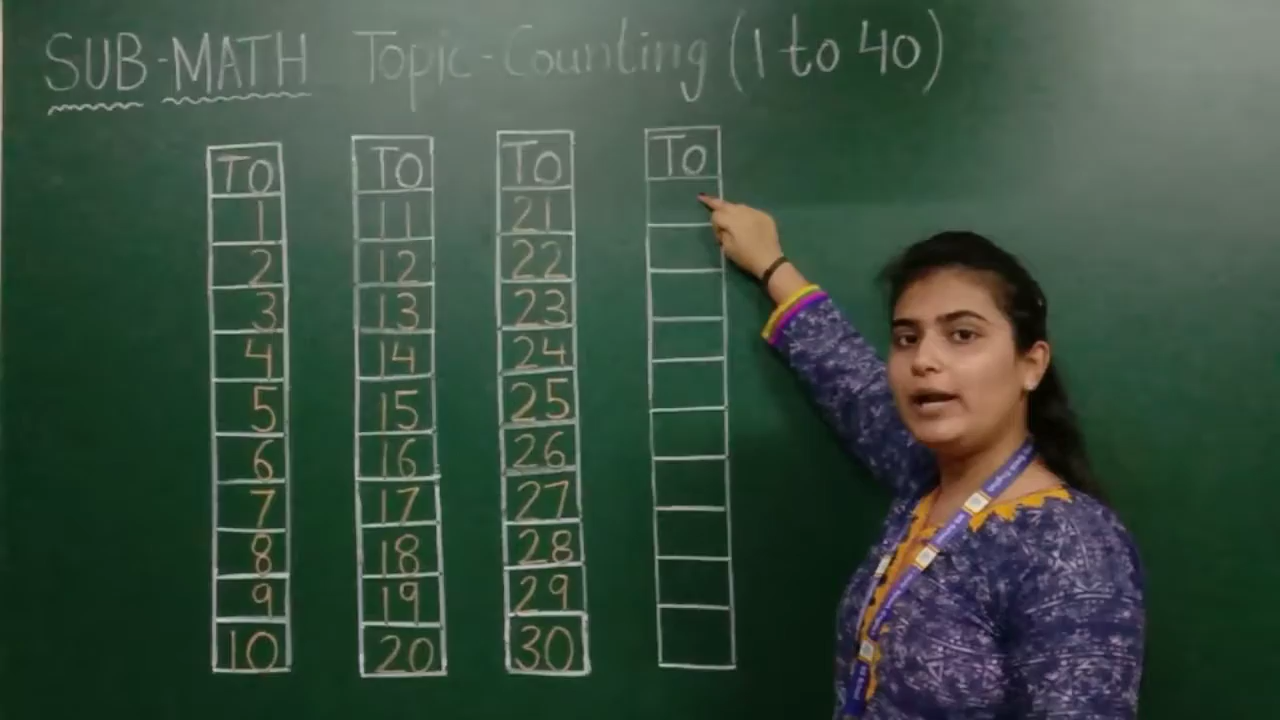 SUB-MATH Topic-Counting (1 to 40)
TO TO TO TO
1 11 21
2 12 22
3 13 23
4 14 24
5 15 25
6 16 26
7 17 27
8 18 28
9 19 29
10 20 30